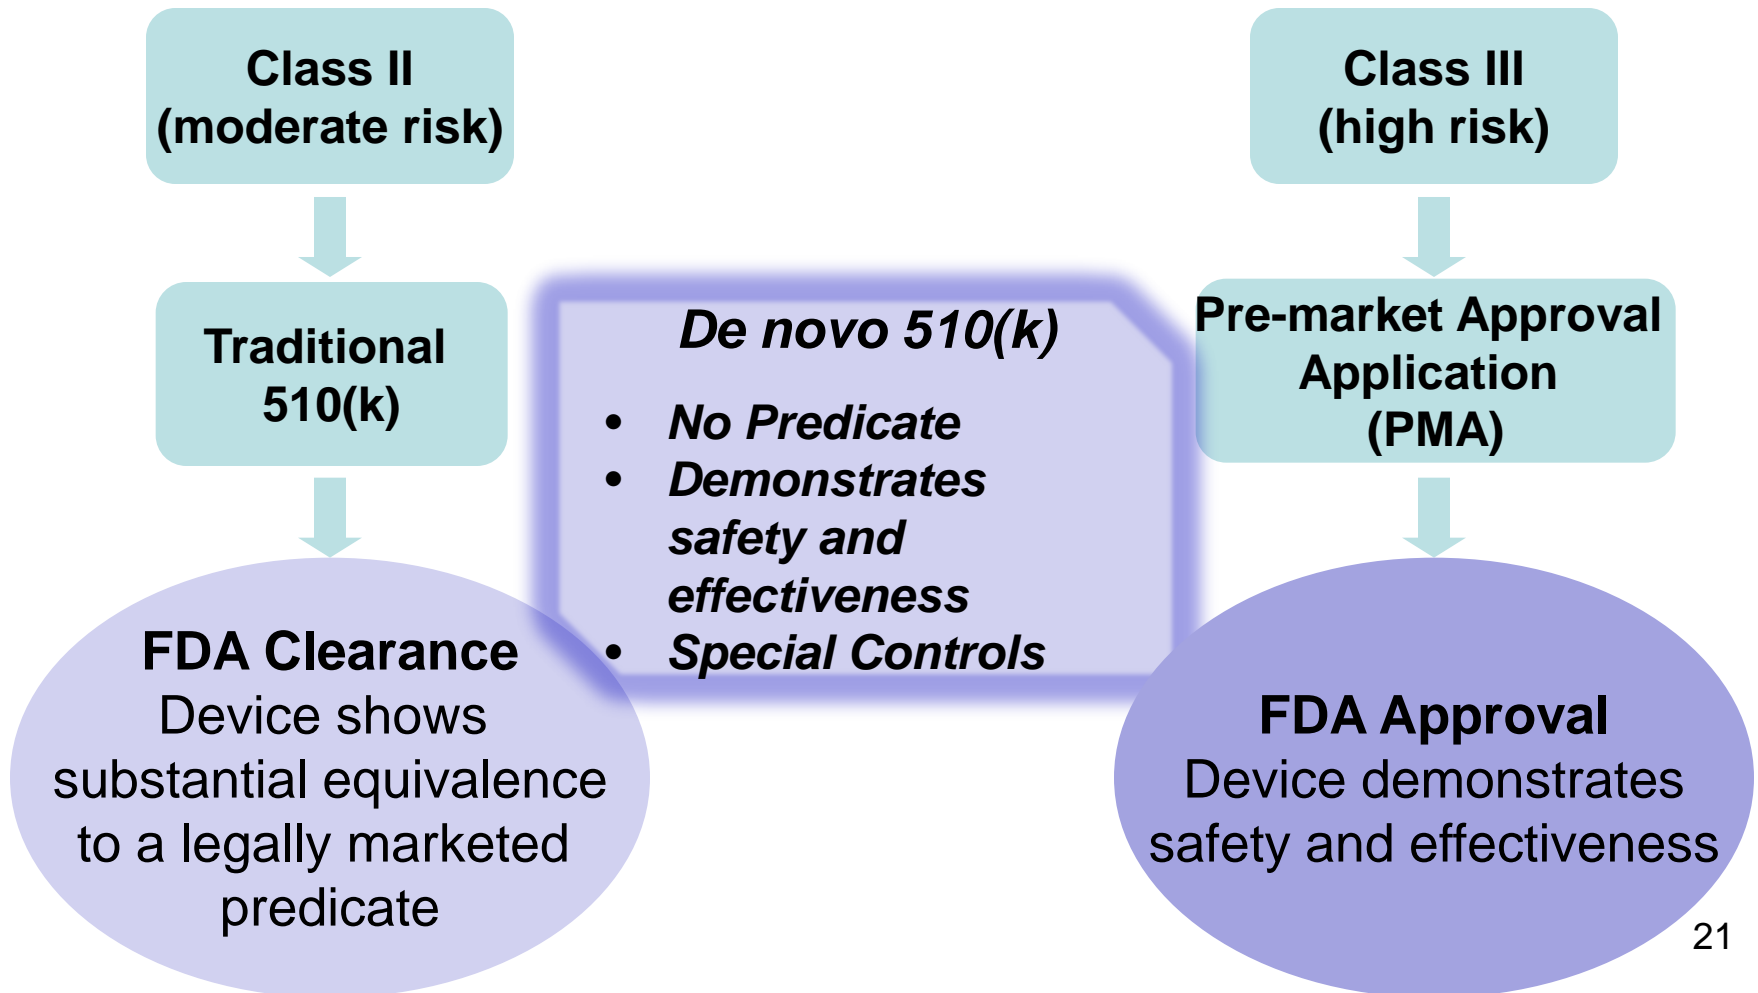 Class II
(moderate risk)
Traditional
510(k)
FDA Clearance
Device shows
substantial equivalence
to a legally marketed
predicate
De novo 510(k)
• No Predicate
• Demonstrates
safety and
effectiveness
• Special Controls
Class III
(high risk)
Pre-market Approval
Application
(PMA)
FDA Approval
Device demonstrates
safety and effectiveness
21